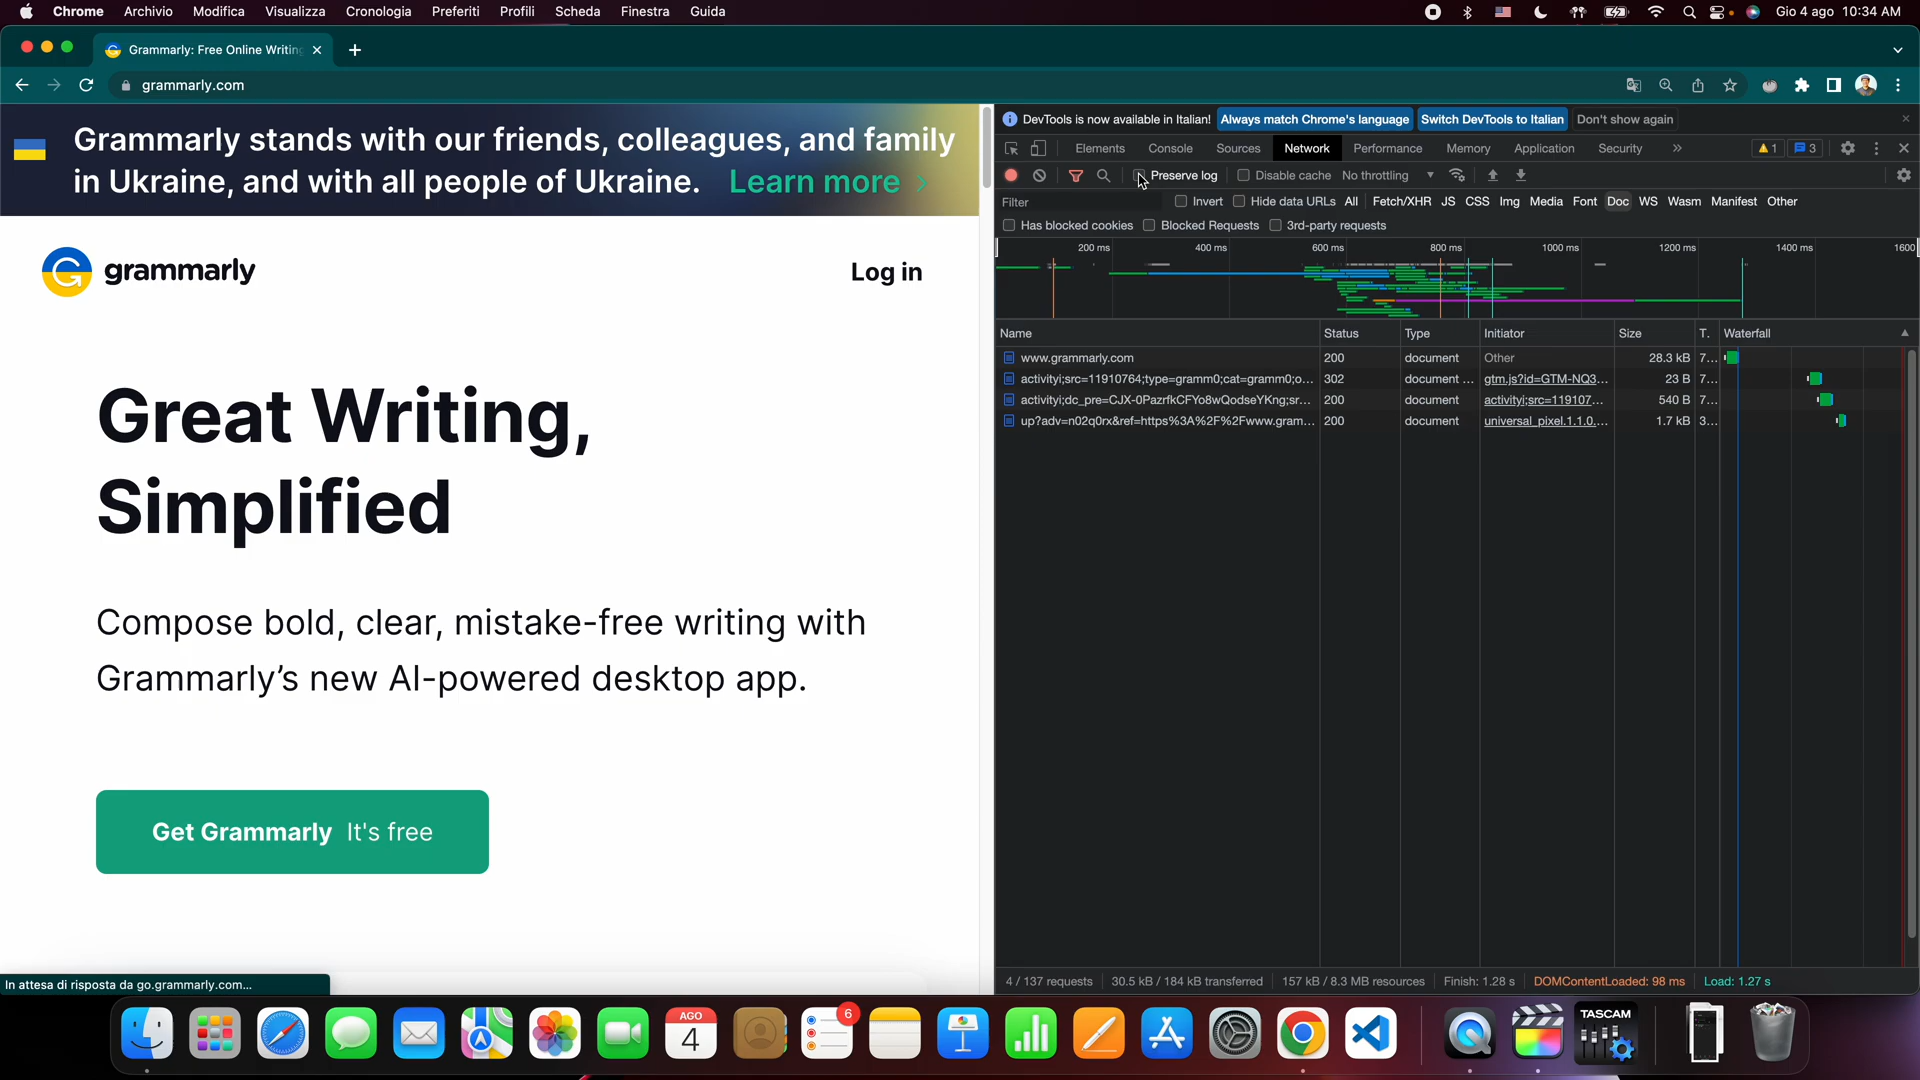 Chrome Archivio Modifica Visualizza Cronologia Preferiti Profili Scheda Finestra Guida Gio 4 ago 10:34 AM
Grammarly: Free Online Writing
grammarly.com
Grammarly stands with our friends, colleagues, and family
in Ukraine, and with all people of Ukraine. Learn more >
grammarly
Log in
Great Writing,
Simplified
Compose bold, clear, mistake-free writing with
Grammarly's new AI-powered desktop app.
Get Grammarly It's free
In attesa di risposta da go.grammarly.com...
DevTools is now available in Italian! Always match Chrome's language Switch DevTools to Italian Don't show again
Elements Console Sources Network Performance Memory Application Security » 1 3
Preserve log Disable cache No throttling
Filter Invert Hide data URLs All Fetch/XHR JS CSS Img Media Font Doc WS Wasm Manifest Other
Has blocked cookies Blocked Requests 3rd-party requests
200 ms 400 ms 600 ms 800 ms 1000 ms 1200 ms 1400 ms 1600
Name Status Type Initiator Size T. Waterfall
www.grammarly.com 200 document Other 28.3 kB 7...
activityi;src=11910764;type=gramm0;cat=gramm0;o... 302 document ... gtm.js?id=GTM-NQ3... 23 B 7...
activityi;dc_pre=CJX-0PazrfkCFYo8wQodseYKng;sr... 200 document activityi;src=119107... 540 B 7...
up?adv=n02q0rx&ref=https%3A%2F%2Fwww.gram... 200 document universal_pixel.1.1.0.... 1.7 kB 3...
4 / 137 requests 30.5 kB / 184 kB transferred 157 kB / 8.3 MB resources Finish: 1.28 s DOMContentLoaded: 98 ms Load: 1.27 s
AGO
4
6
TASCAM